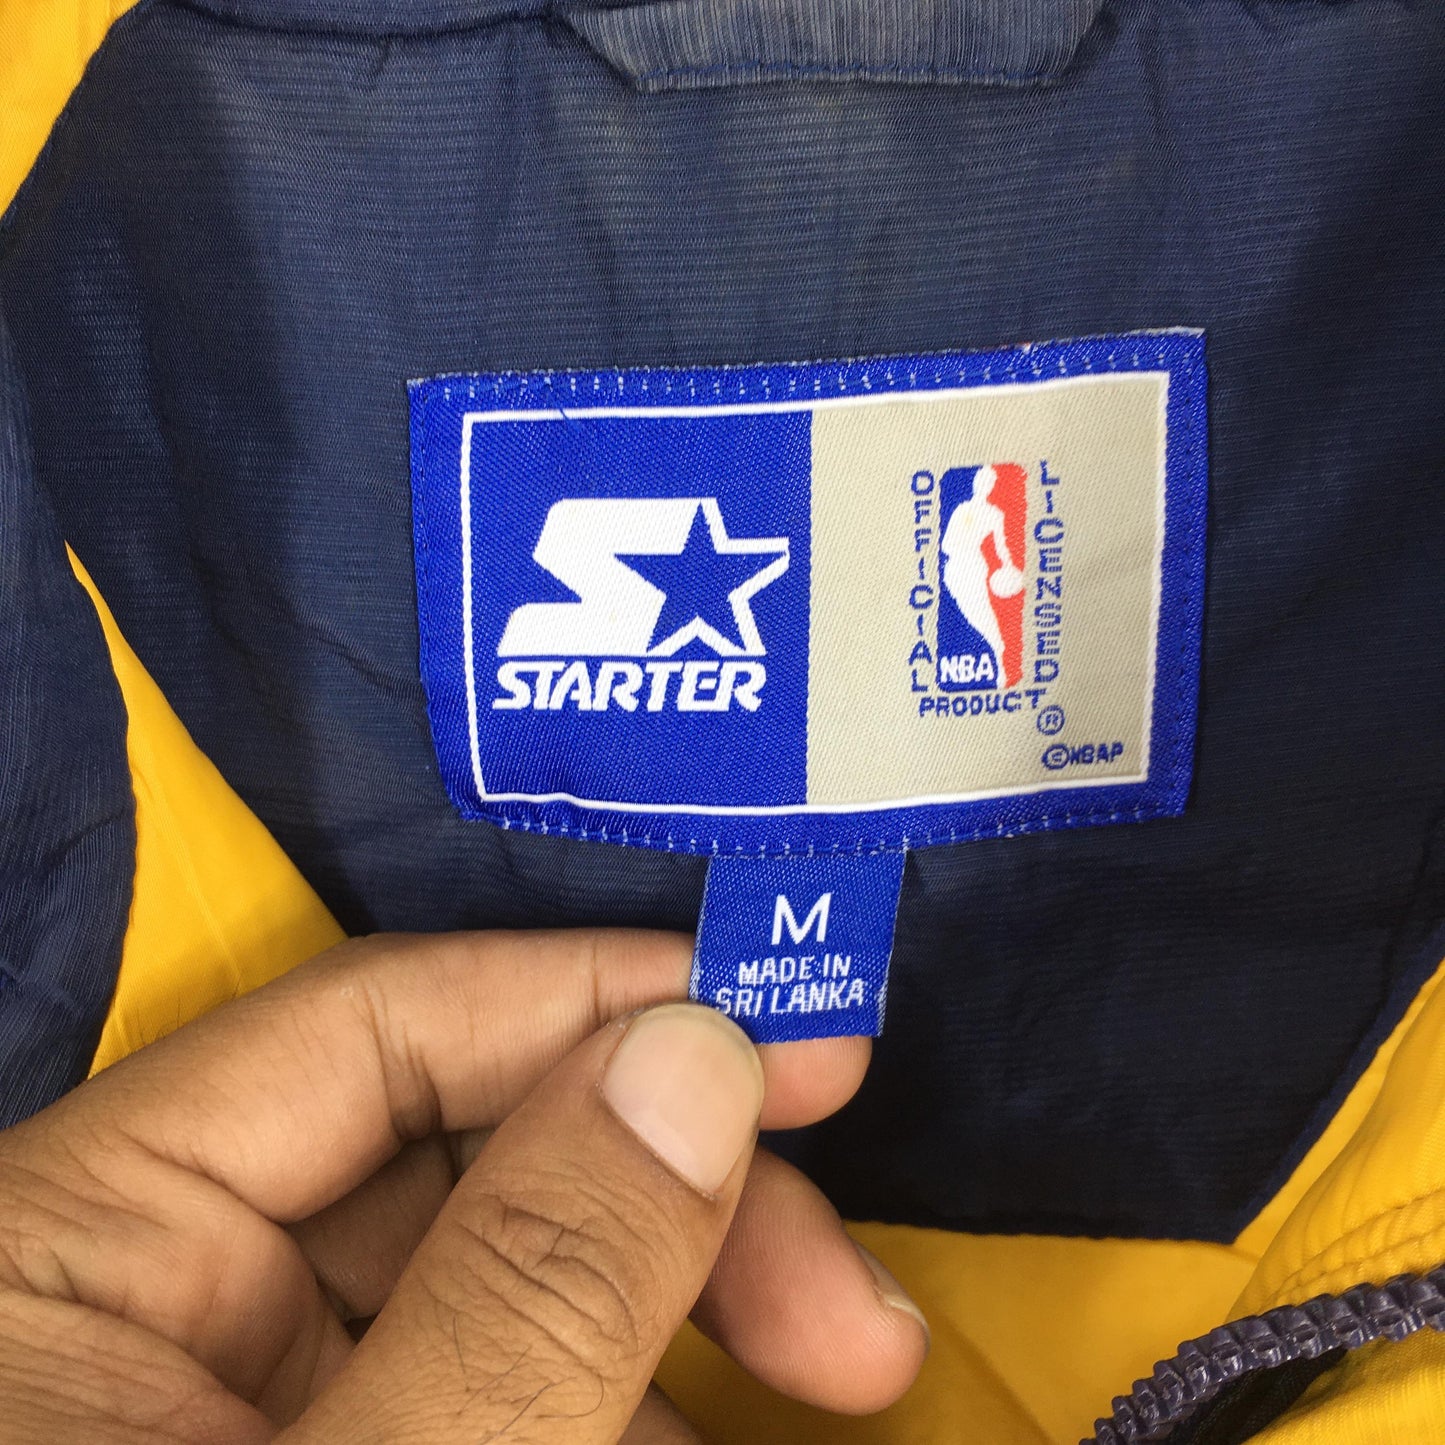 STARTER
OFFICIAL
LICENSED
NBA
PRODUCT
®
©NBAP
M
MADE IN
SRI LANKA